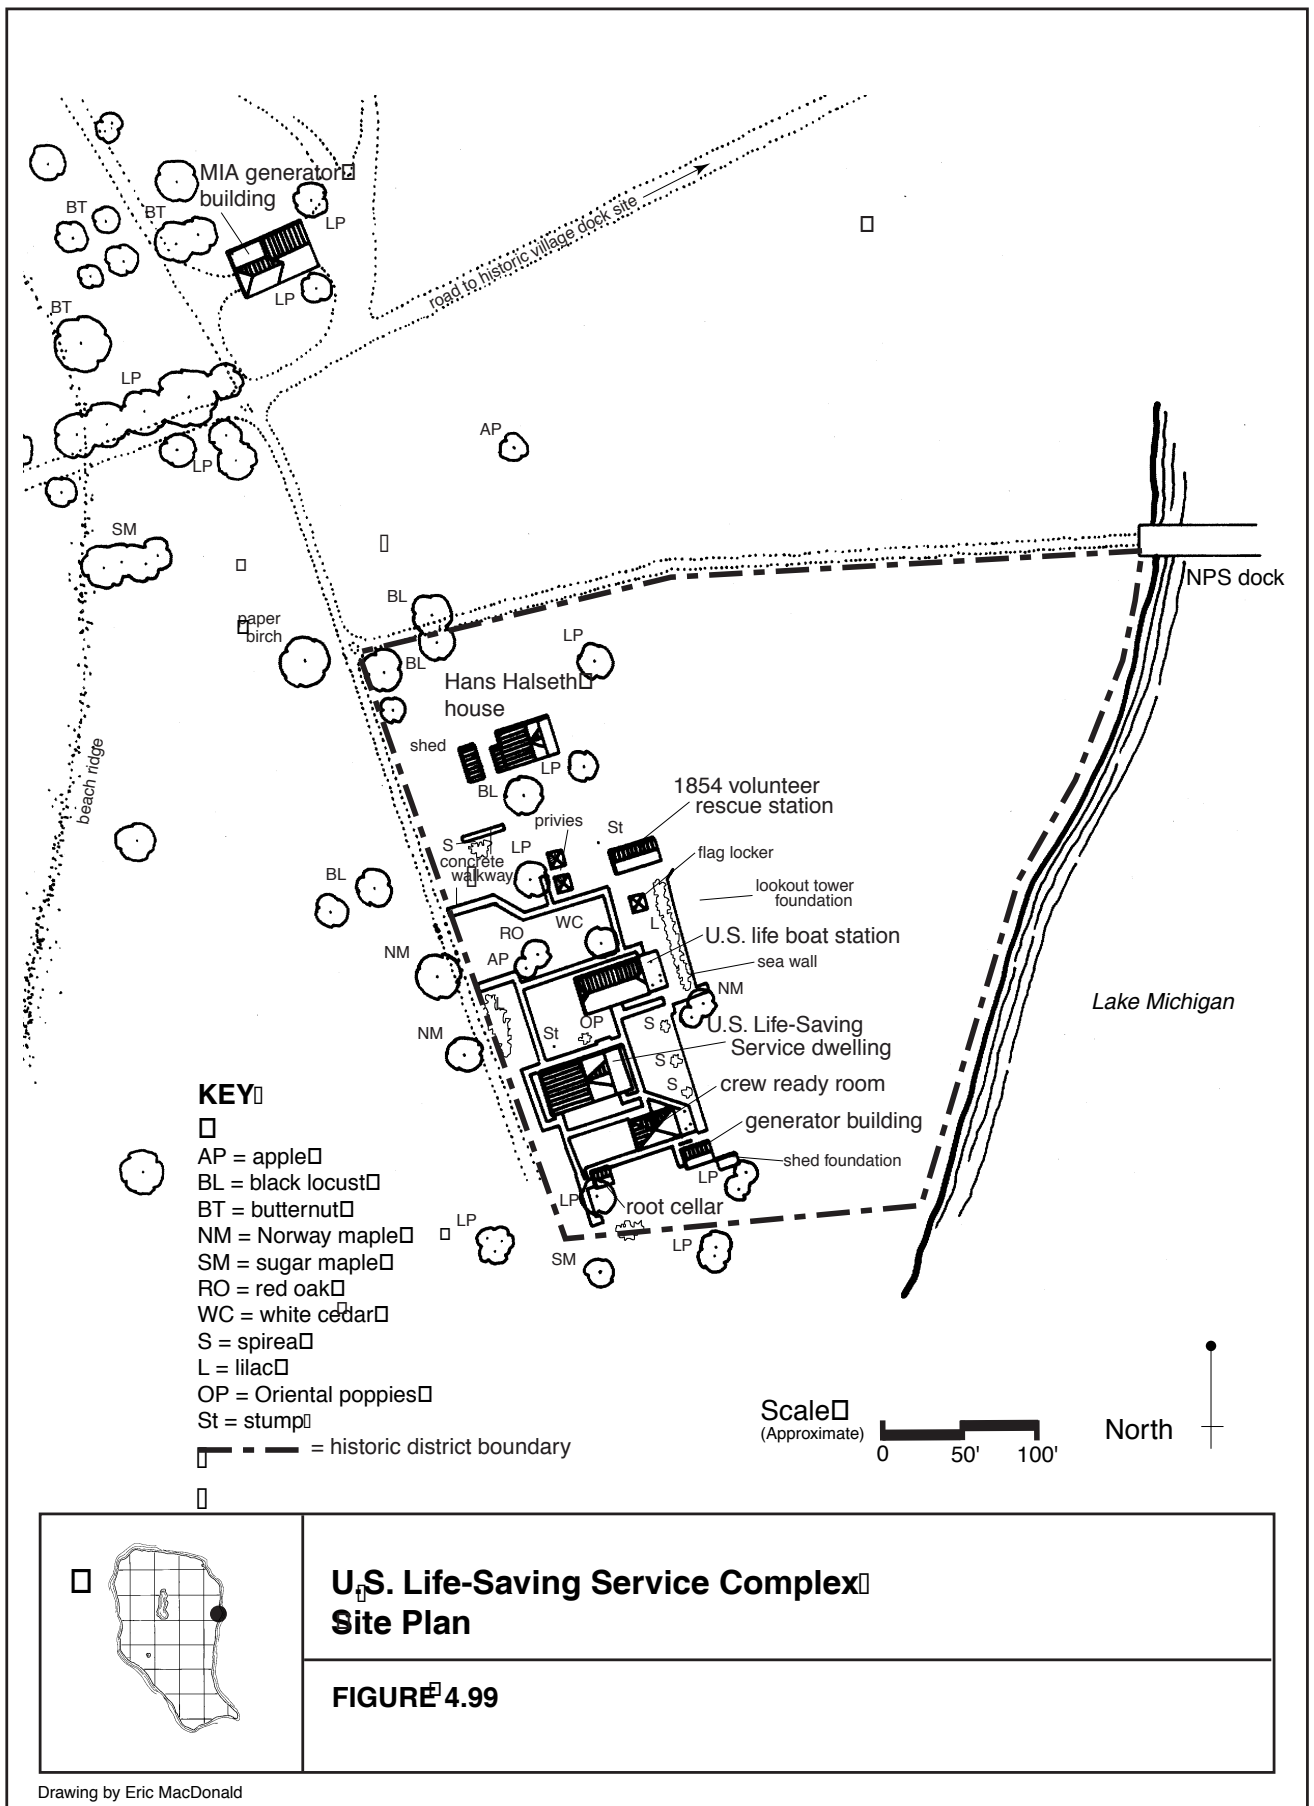 MIA generator
building
BT
BT
LP
road to historic village dock site
LP
BT
LP
AP
LP
SM
NPS dock
BL
paper
birch
LP
BL
Hans Halseth
house
shed
beach ridge
LP
1854 volunteer
rescue station
BL
privies
St
S
LP
flag locker
concrete
walkway
BL
lookout tower
foundation
WC
L
RO
U.S. life boat station
NM
AP
sea wall
NM
Lake Michigan
OP
S
U.S. Life-Saving
Service dwelling
NM
St
S
S
crew ready room
generator building
shed foundation
LP
LP
root cellar
LP
LP
SM
KEY
AP = apple
BL = black locust
BT = butternut
NM = Norway maple
SM = sugar maple
RO = red oak
WC = white cedar
S = spirea
L = lilac
OP = Oriental poppies
St = stump
= historic district boundary
Scale
(Approximate)
0 50' 100'
North
U.S. Life-Saving Service Complex
Site Plan
FIGURE 4.99
Drawing by Eric MacDonald